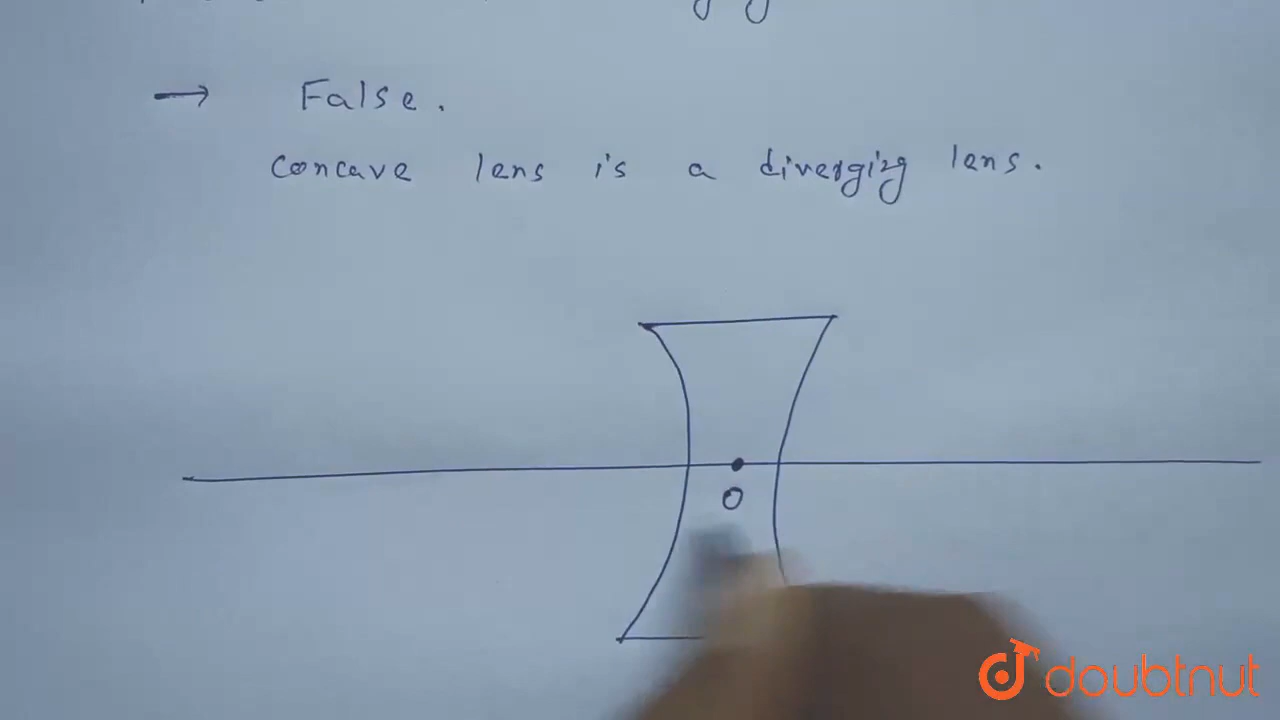 → False.
concave lens is a diverging lens.
O
doubtnut